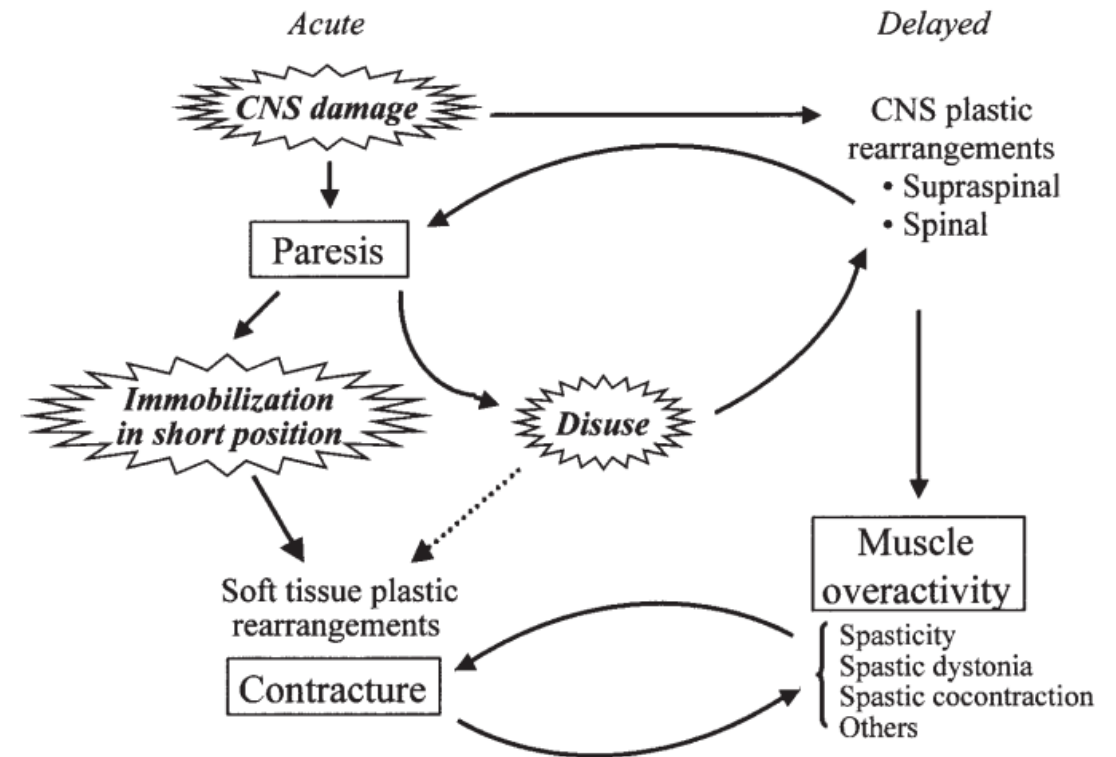 Acute
Delayed
CNS damage
CNS plastic
rearrangements
• Supraspinal
• Spinal
Paresis
Immobilization
in short position
Disuse
Muscle
overactivity
Soft tissue plastic
rearrangements
Contracture
Spasticity
Spastic dystonia
Spastic cocontraction
Others